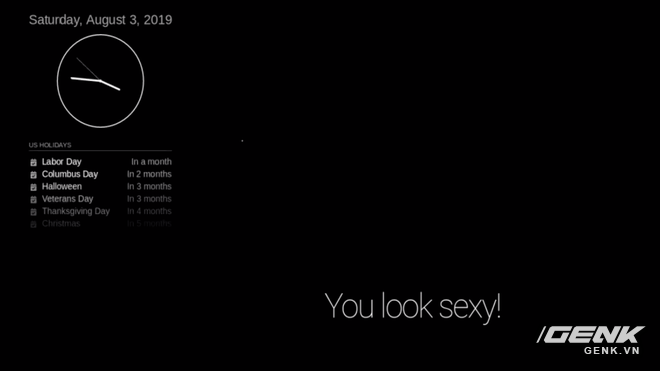 Saturday, August 3, 2019
US HOLIDAYS
Labor Day In a month
Columbus Day In 2 months
Halloween In 3 months
Veterans Day In 3 months
Thanksgiving Day In 4 months
Christmas In 5 months
You look sexy!
GENK
GENK.VN